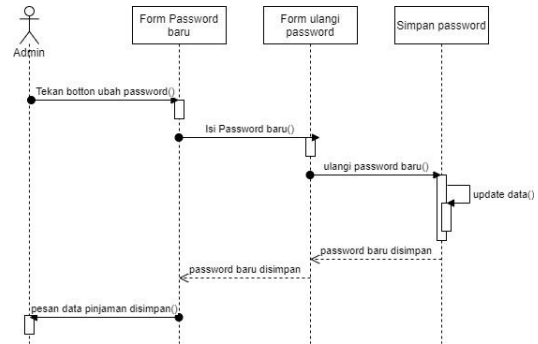 Form Password
baru
Form ulangi
password
Simpan password
Admin
Tekan botton ubah password()
Isi Password baru()
ulangi password baru()
update data()
password baru disimpan
password baru disimpan
pesan data pinjaman disimpan()